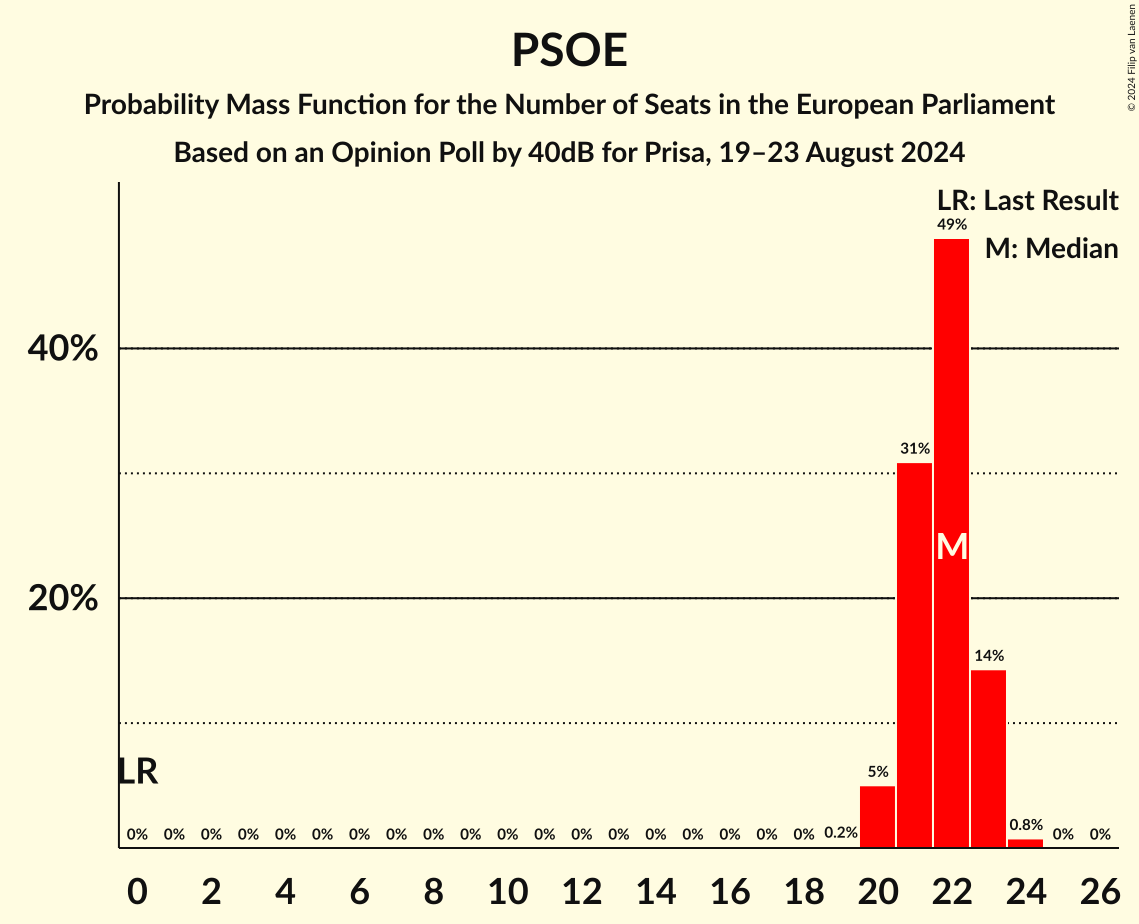 PSOE
Probability Mass Function for the Number of Seats in the European Parliament
Based on an Opinion Poll by 40dB for Prisa, 19–23 August 2024
© 2024 Filip van Laenen
LR: Last Result
M: Median
49%
40%
31%
M
20%
14%
LR
5%
0% 0% 0% 0% 0% 0% 0% 0% 0% 0% 0% 0% 0% 0% 0% 0% 0% 0% 0% 0.2% 0.8% 0% 0%
0 2 4 6 8 10 12 14 16 18 20 22 24 26